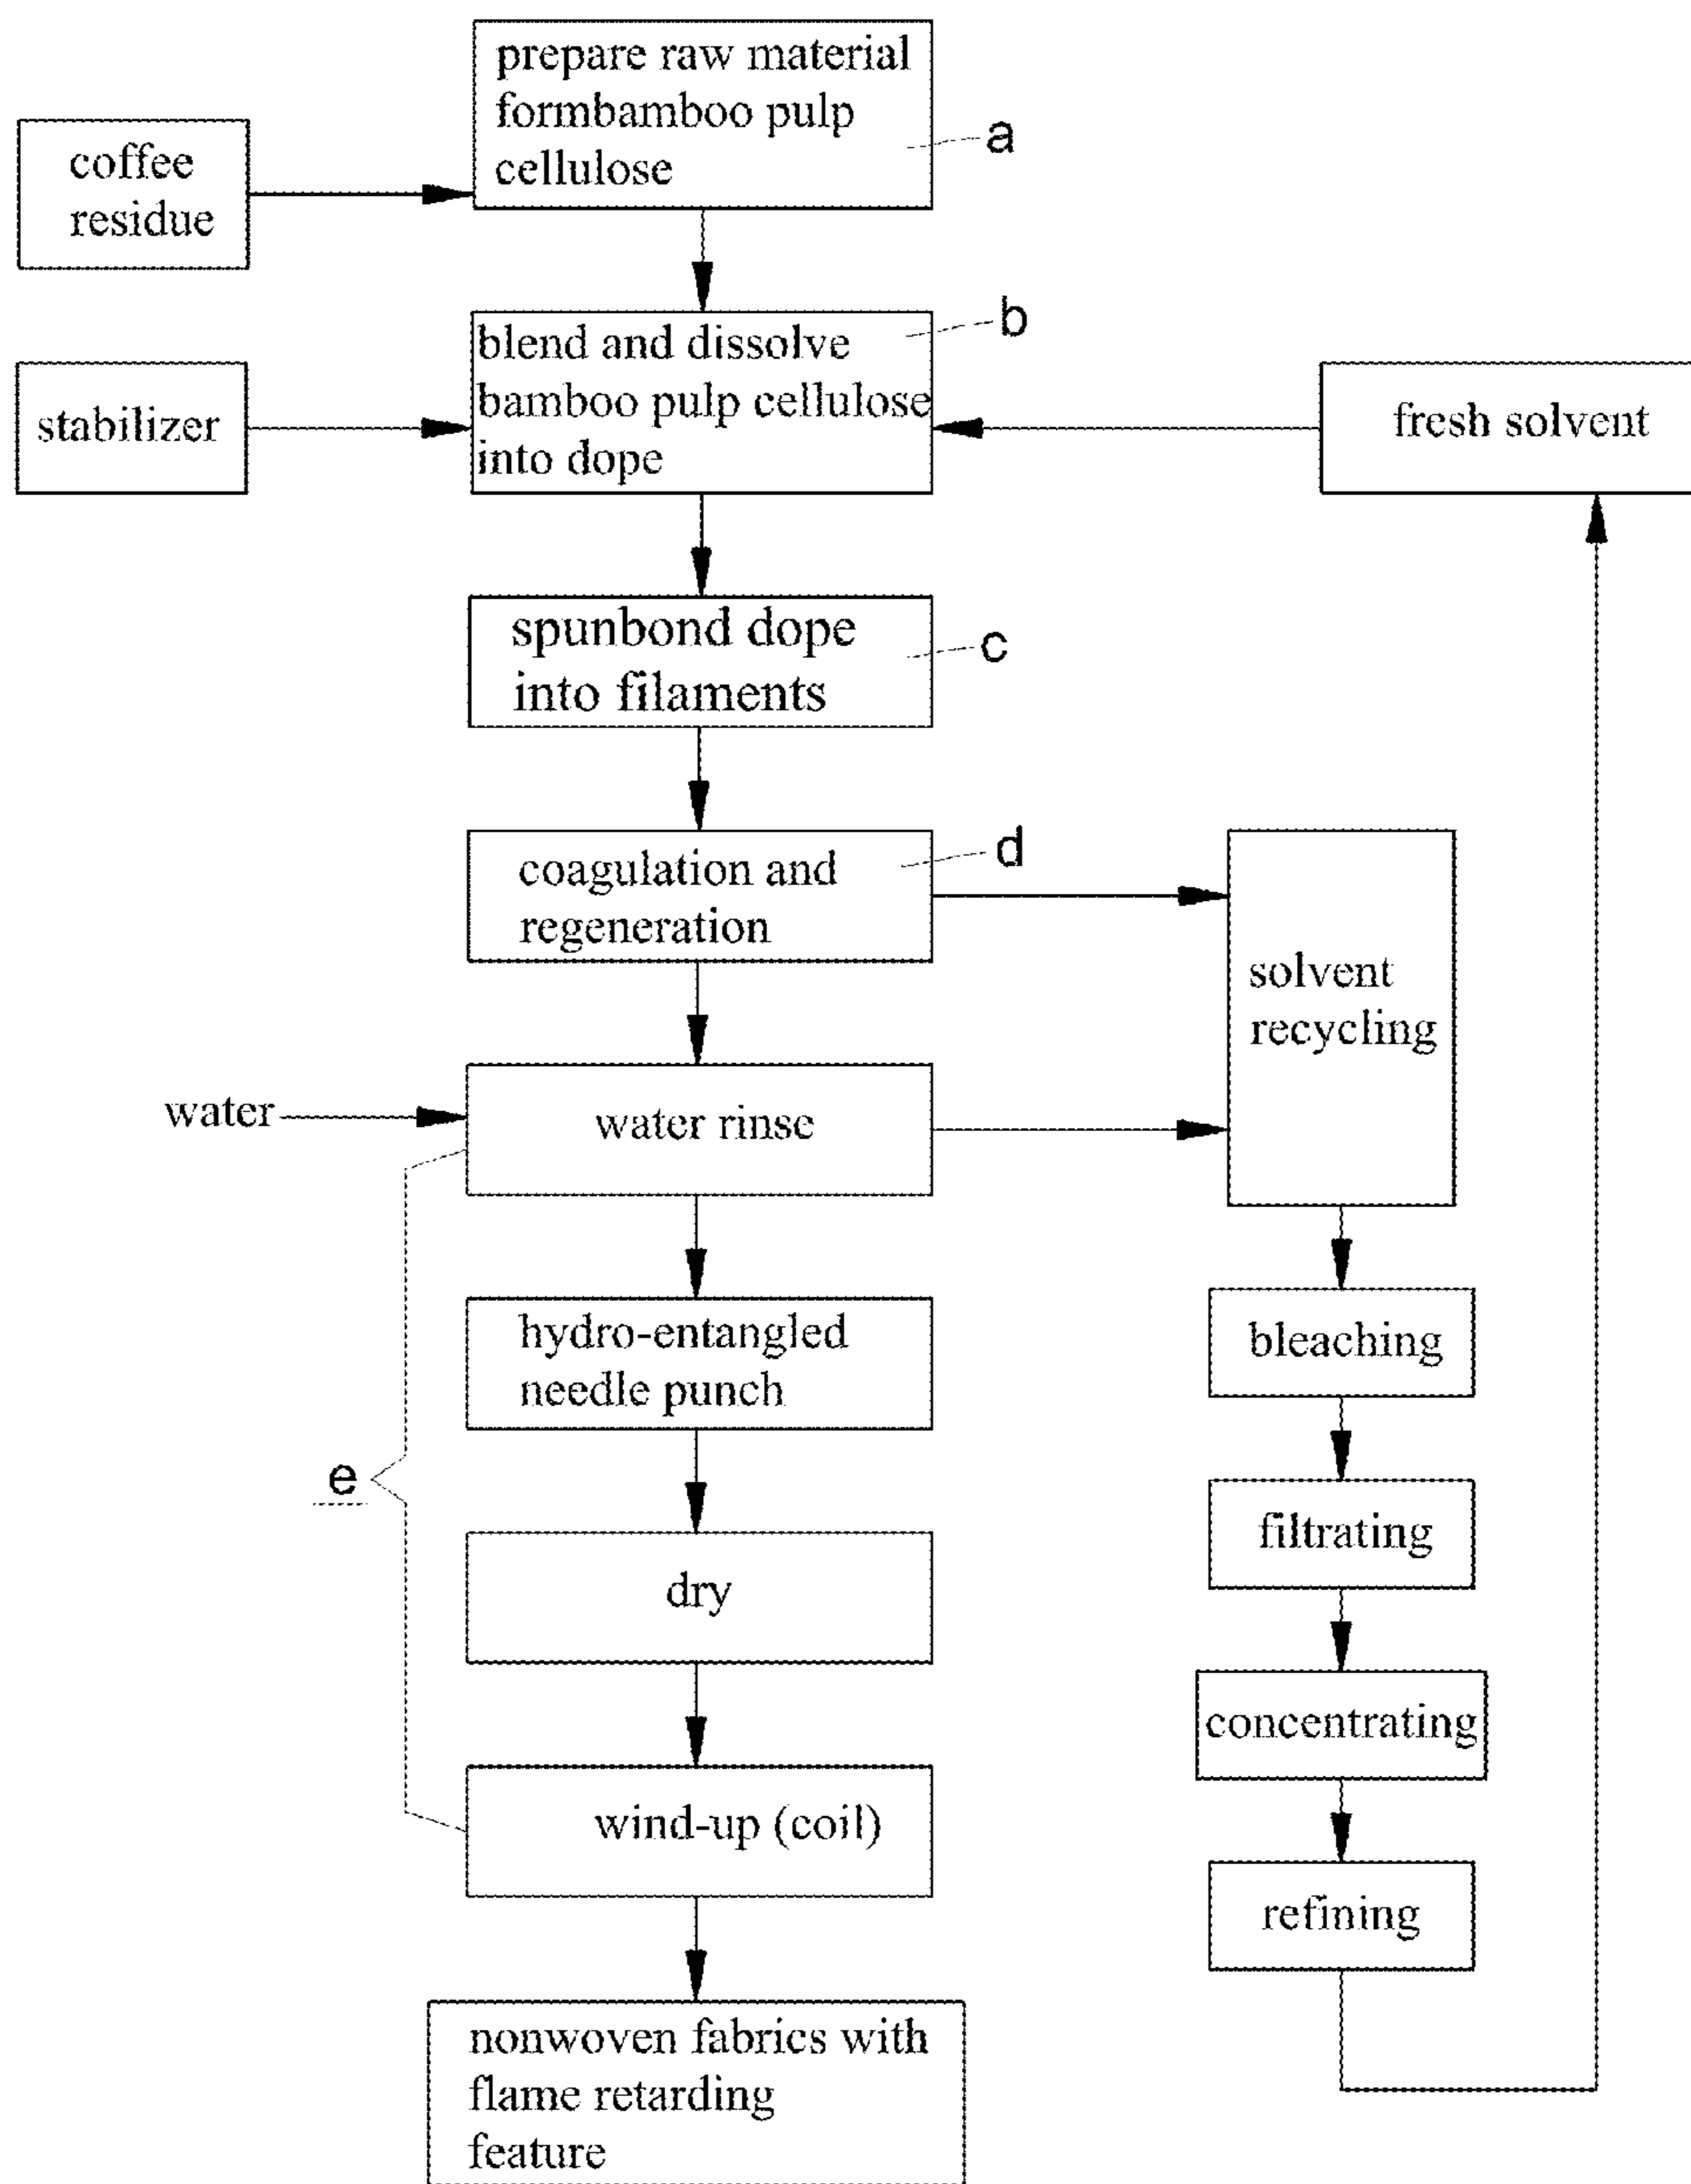 prepare raw material
formbamboo pulp
cellulose
a
coffee
residue
blend and dissolve
bamboo pulp cellulose
into dope
b
stabilizer
fresh solvent
spunbond dope
into filaments
c
coagulation and
regeneration
d
solvent
recycling
water
water rinse
hydro-entangled
needle punch
bleaching
e
filtrating
dry
concentrating
wind-up (coil)
refining
nonwoven fabrics with
flame retarding
feature